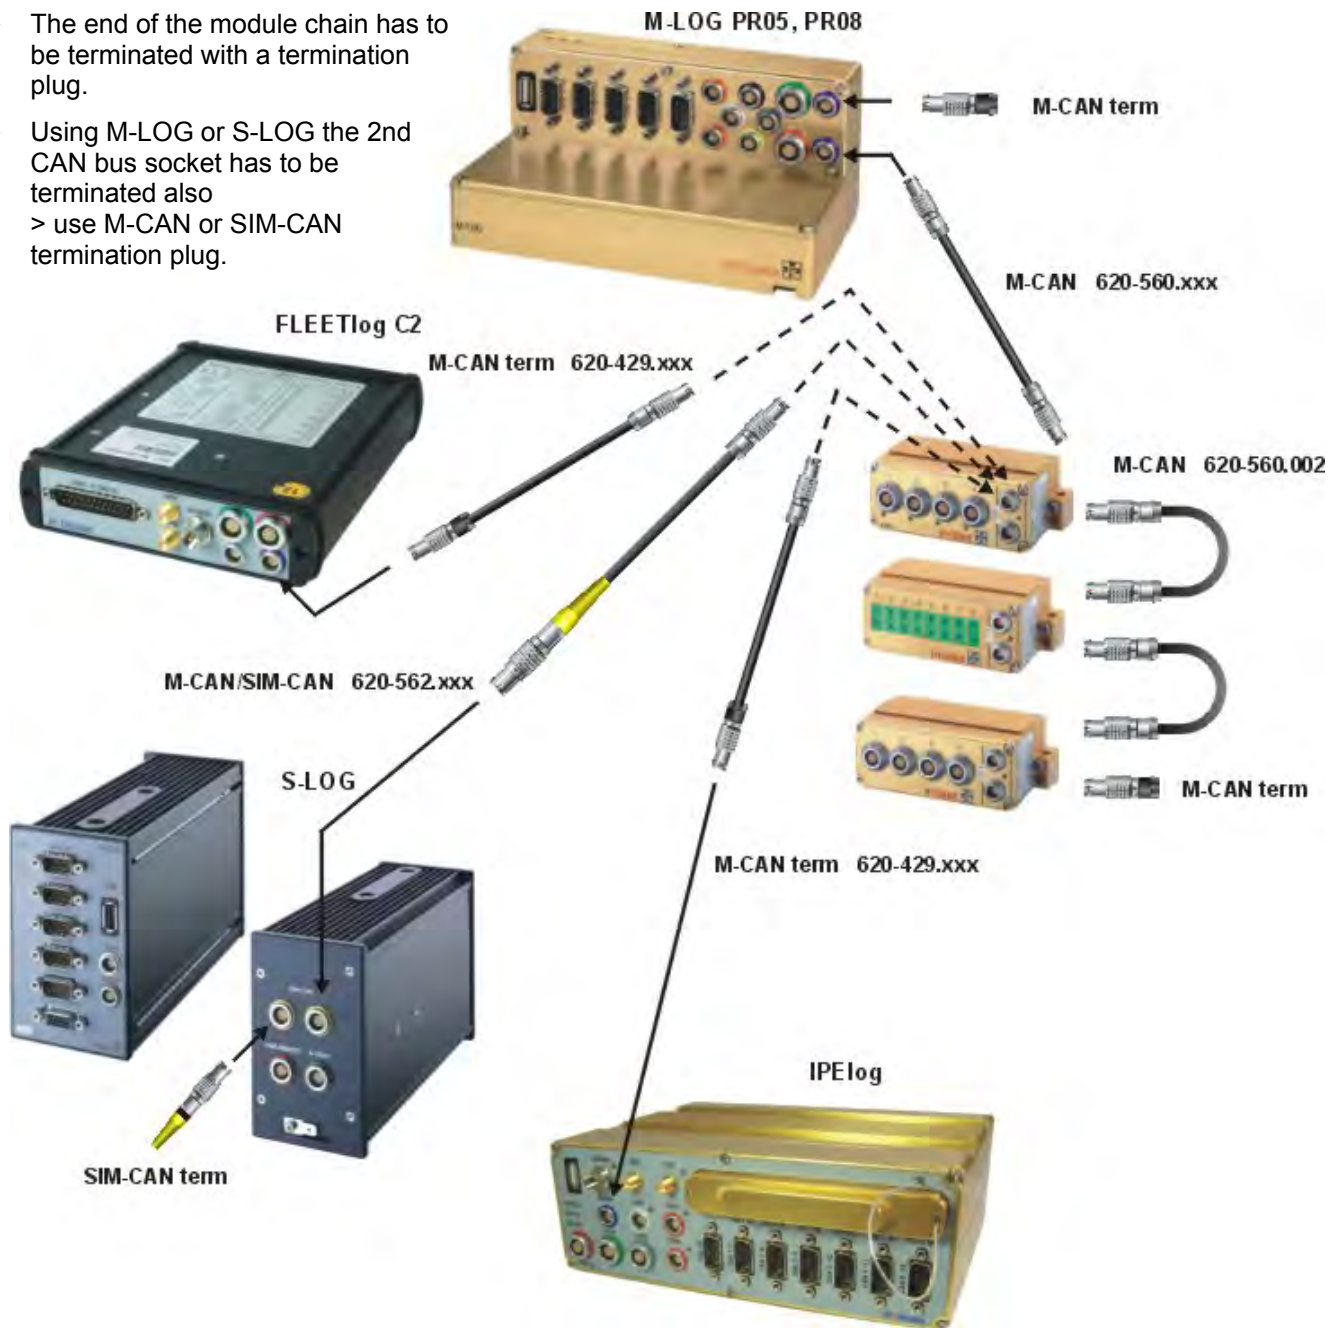 The end of the module chain has to
be terminated with a termination
plug.
Using M-LOG or S-LOG the 2nd
CAN bus socket has to be
terminated also
> use M-CAN or SIM-CAN
termination plug.
M-LOG PR05, PR08
M-CAN term
M-CAN 620-560.xxx
FLEETlog C2
M-CAN term 620-429.xxx
M-CAN 620-560.002
M-CAN/SIM-CAN 620-562.xxx
S-LOG
M-CAN term
M-CAN term 620-429.xxx
IPElog
SIM-CAN term